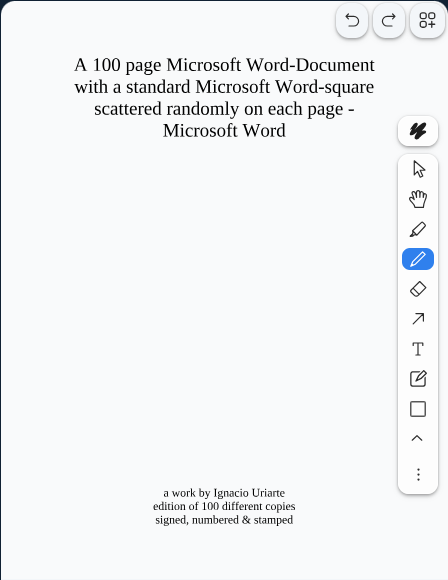 A 100 page Microsoft Word-Document
with a standard Microsoft Word-square
scattered randomly on each page -
Microsoft Word
T
a work by Ignacio Uriarte
edition of 100 different copies
signed, numbered & stamped